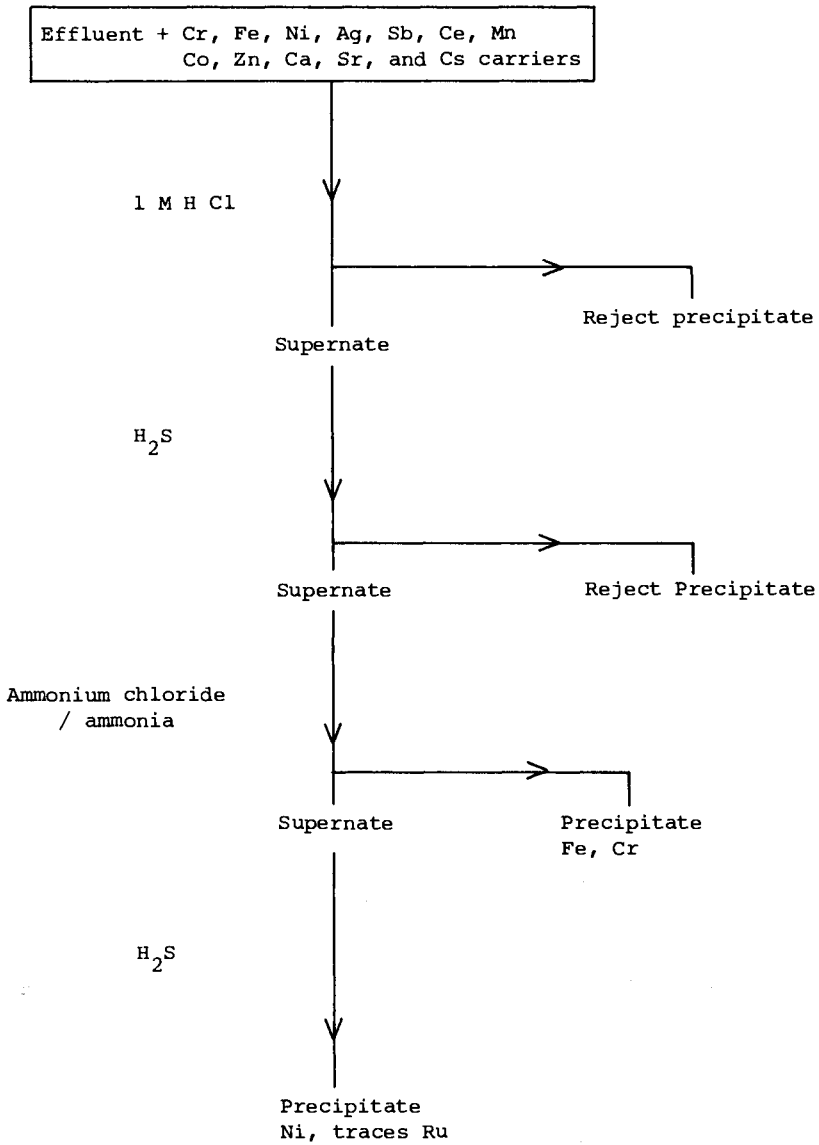 Effluent + Cr, Fe, Ni, Ag, Sb, Ce, Mn
Co, Zn, Ca, Sr, and Cs carriers
1 M H Cl
Reject precipitate
Supernate
H2S
Supernate
Reject Precipitate
Ammonium chloride
/ ammonia
Supernate
Precipitate
Fe, Cr
H2S
Precipitate
Ni, traces Ru